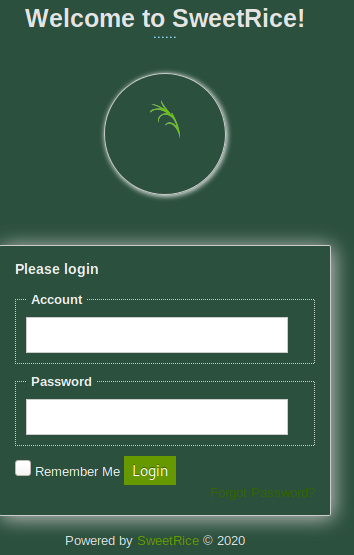 Welcome to SweetRice!
......
Please login
Account
Password
Remember Me Login
Forgot Password?
Powered by SweetRice © 2020